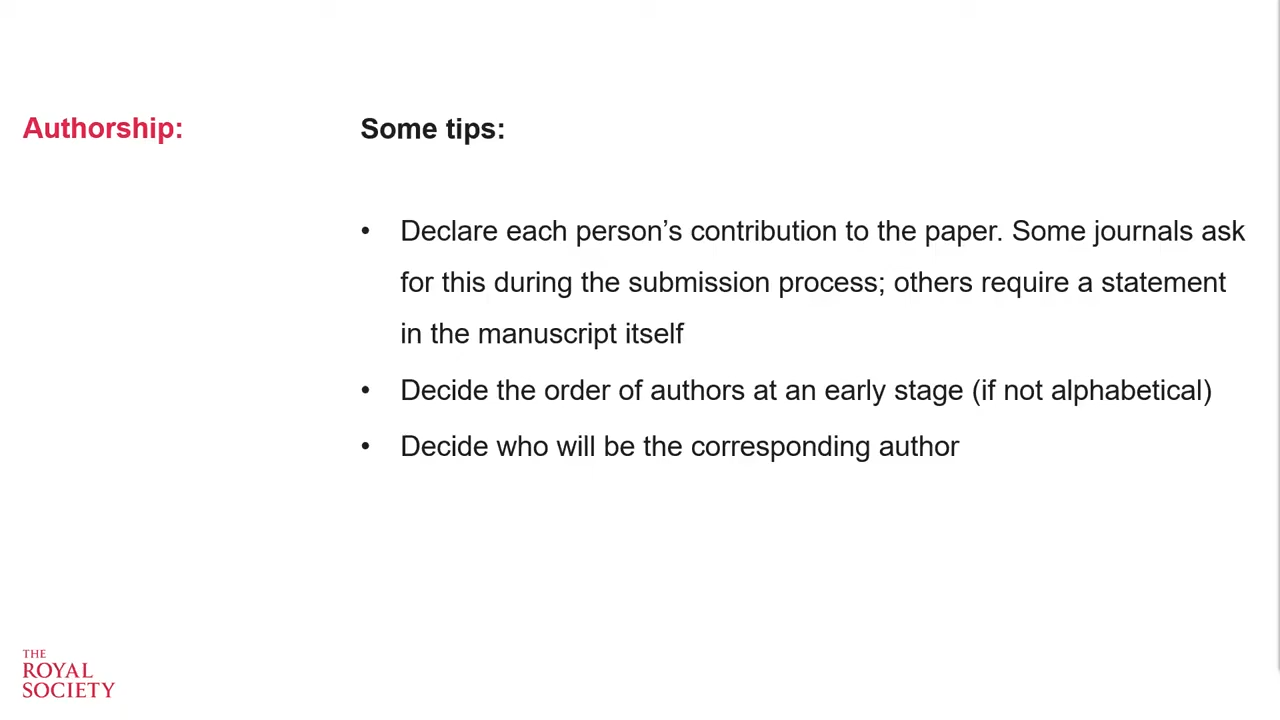 Authorship:
Some tips:
• Declare each person’s contribution to the paper. Some journals ask
for this during the submission process; others require a statement
in the manuscript itself
• Decide the order of authors at an early stage (if not alphabetical)
• Decide who will be the corresponding author
THE
ROYAL
SOCIETY